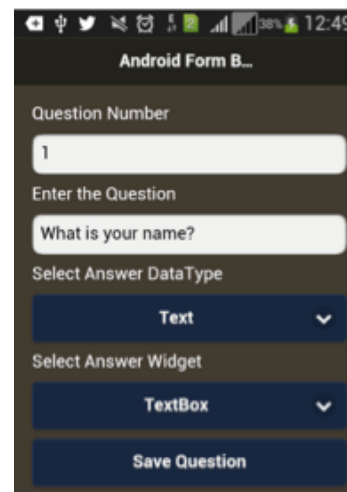 38% 12:49
Android Form B...
Question Number
1
Enter the Question
What is your name?
Select Answer DataType
Text
Select Answer Widget
TextBox
Save Question